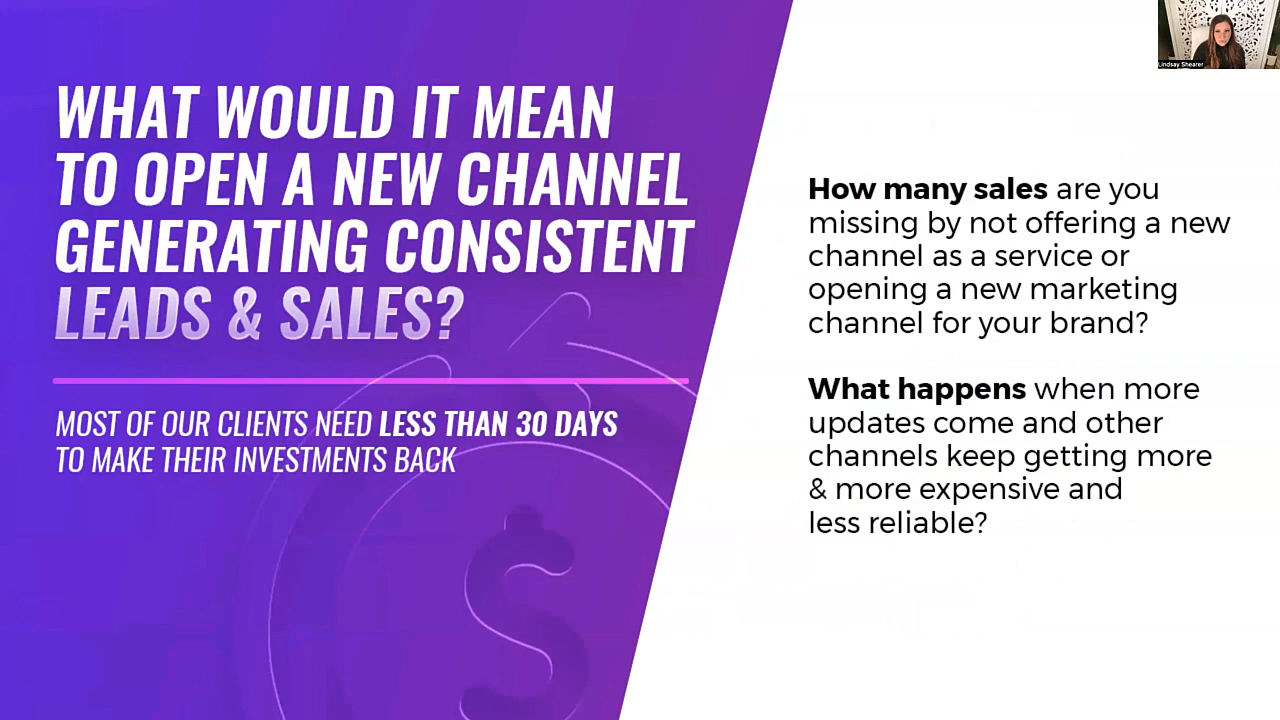 WHAT WOULD IT MEAN
TO OPEN A NEW CHANNEL
GENERATING CONSISTENT
LEADS & SALES?
MOST OF OUR CLIENTS NEED LESS THAN 30 DAYS
TO MAKE THEIR INVESTMENTS BACK
How many sales are you
missing by not offering a new
channel as a service or
opening a new marketing
channel for your brand?
What happens when more
updates come and other
channels keep getting more
& more expensive and
less reliable?
Lindsay Shearer